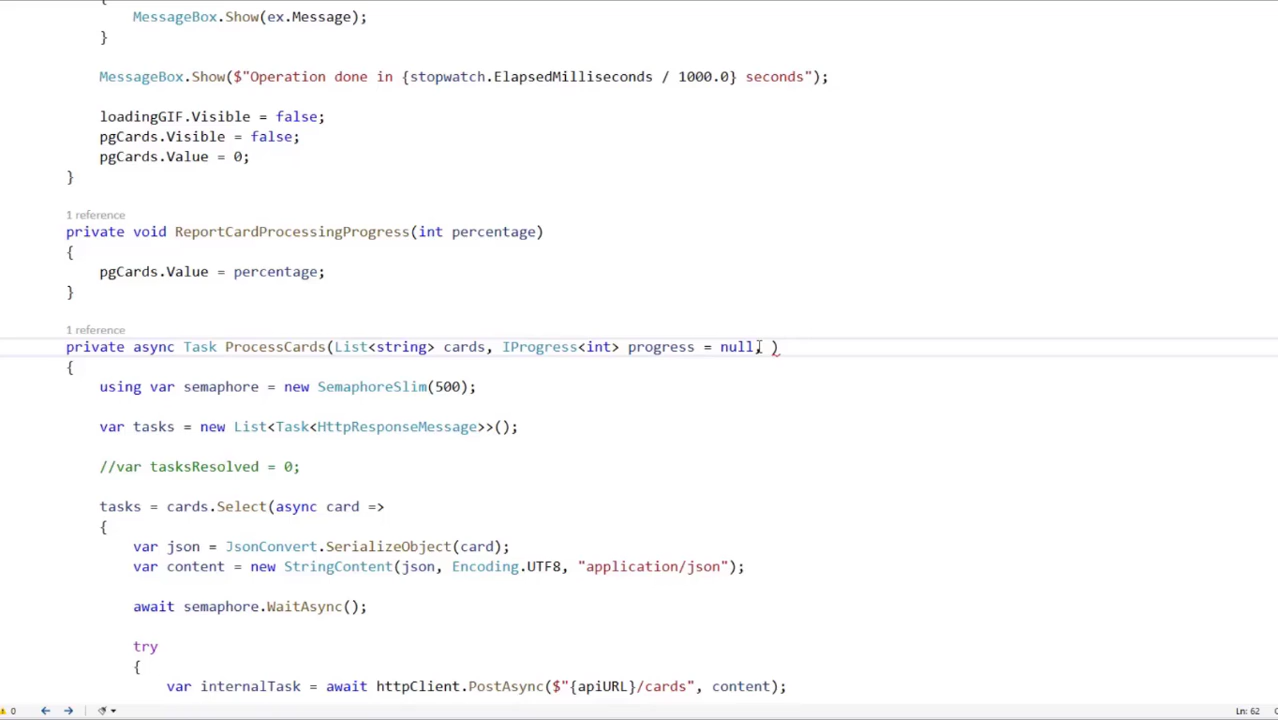 {
MessageBox.Show(ex.Message);
}
MessageBox.Show($"Operation done in {stopwatch.ElapsedMilliseconds / 1000.0} seconds");
loadingGIF.Visible = false;
pgCards.Visible = false;
pgCards.Value = 0;
}
1 reference
private void ReportCardProcessingProgress(int percentage)
{
pgCards.Value = percentage;
}
1 reference
private async Task ProcessCards(List<string> cards, IProgress<int> progress = null, )
{
using var semaphore = new SemaphoreSlim(500);
var tasks = new List<Task<HttpResponseMessage>>();
//var tasksResolved = 0;
tasks = cards.Select(async card =>
{
var json = JsonConvert.SerializeObject(card);
var content = new StringContent(json, Encoding.UTF8, "application/json");
await semaphore.WaitAsync();
try
{
var internalTask = await httpClient.PostAsync($"{apiURL}/cards", content);
0
Ln: 62